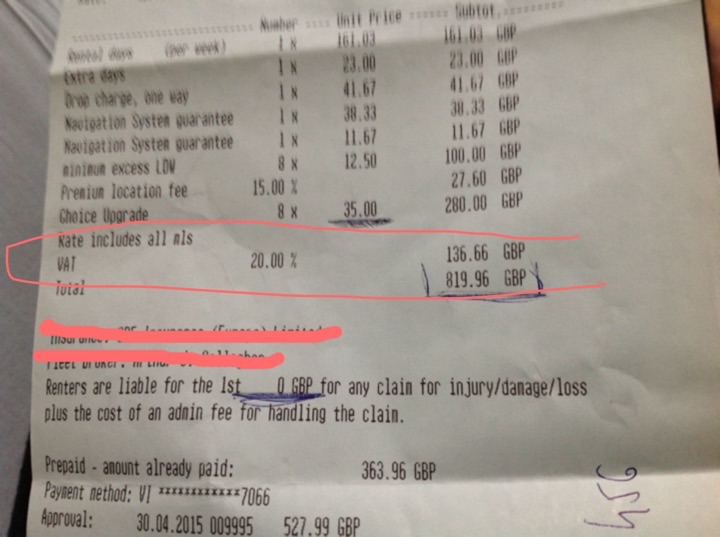 Number Unit Price Subtot.
Rental days (per week) 1 x 161.03 161.03 GBP
Extra days 1 x 23.00 23.00 GBP
Drop charge, one way 1 x 41.67 41.67 GBP
Navigation System guarantee 1 x 38.33 38.33 GBP
Navigation System guarantee 1 x 11.67 11.67 GBP
minimum excess LDW 8 x 12.50 100.00 GBP
Premium location fee 15.00 % 27.60 GBP
Choice Upgrade 8 x 35.00 280.00 GBP
Rate includes all mls
VAT 20.00 % 136.66 GBP
Total 819.96 GBP
Renters are liable for the 1st 0 GBP for any claim for injury/damage/loss
plus the cost of an admin fee for handling the claim.
Prepaid - amount already paid: 363.96 GBP
Payment method: VI ************7066
Approval: 30.04.2015 009995 527.99 GBP
456